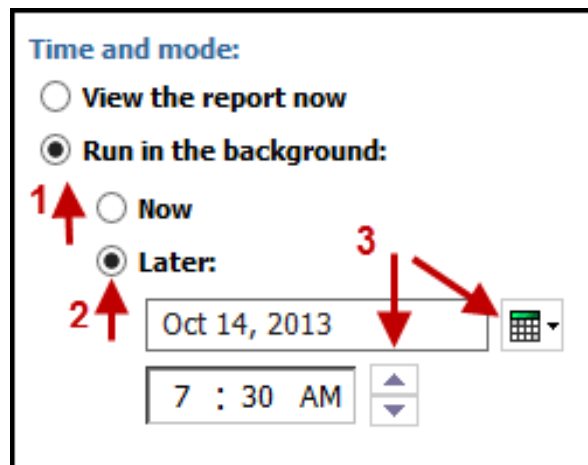 Time and mode:
View the report now
Run in the background:
1
Now
3
Later:
2
Oct 14, 2013
7 : 30 AM